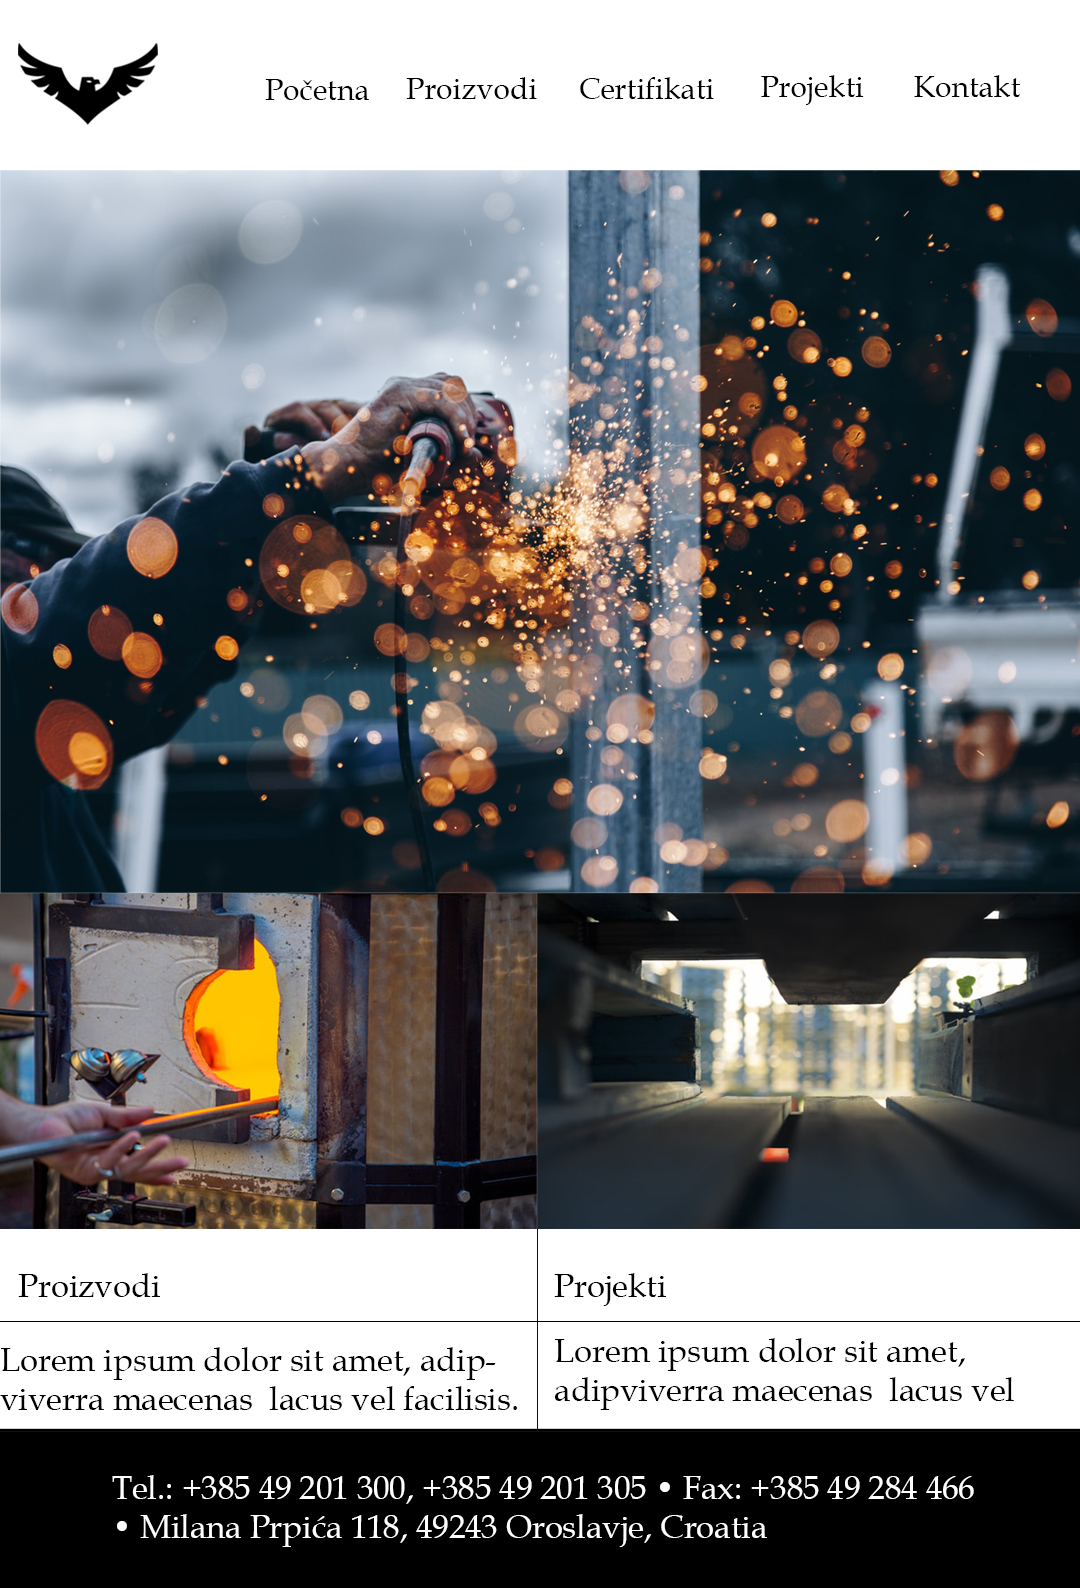 Početna Proizvodi Certifikati Projekti Kontakt
Proizvodi
Lorem ipsum dolor sit amet, adip-
viverra maecenas  lacus vel facilisis.
Projekti
Lorem ipsum dolor sit amet,
adipviverra maecenas  lacus vel
Tel.: +385 49 201 300, +385 49 201 305 • Fax: +385 49 284 466
• Milana Prpića 118, 49243 Oroslavje, Croatia